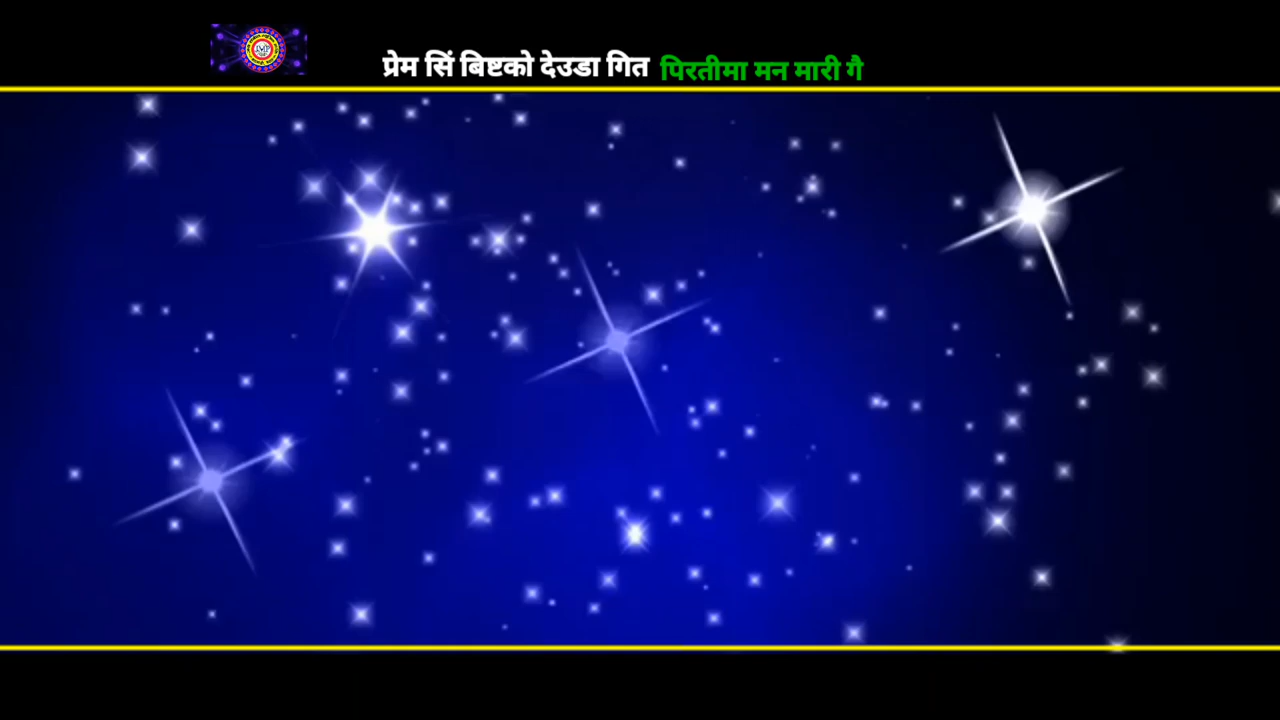 प्रेम सिं बिष्टको देउडा गित पिरतीमा मन मारी गै